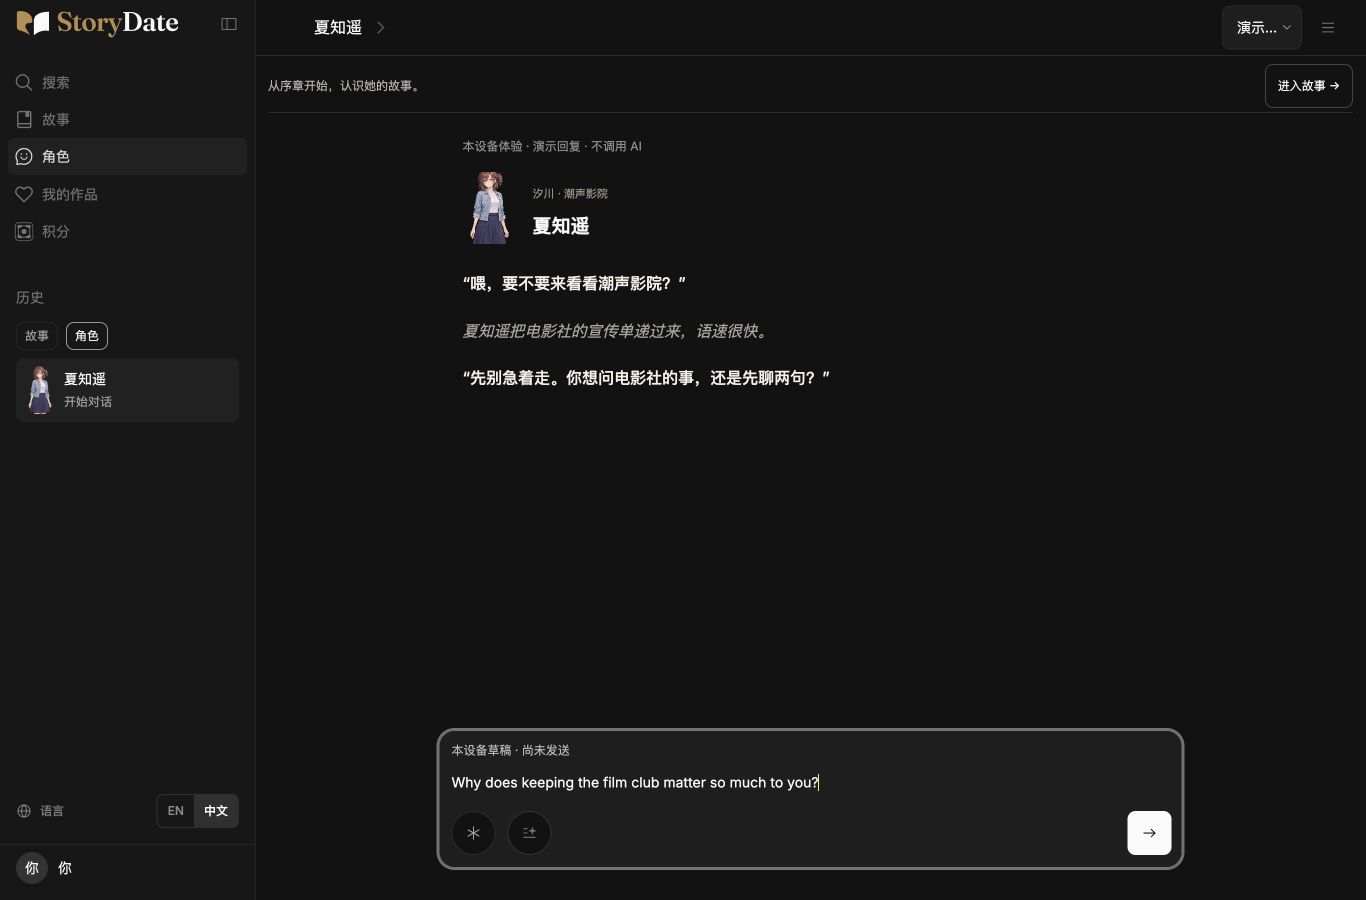 StoryDate
搜索
故事
角色
我的作品
积分
历史
故事
角色
夏知遥
开始对话
语言
EN
中文
你
你
夏知遥
演示...
从序章开始，认识她的故事。
进入故事 →
本设备体验 · 演示回复 · 不调用 AI
汐川 · 潮声影院
夏知遥
“喂，要不要来看看潮声影院？”
夏知遥把电影社的宣传单递过来，语速很快。
“先别急着走。你想问电影社的事，还是先聊两句？”
本设备草稿 · 尚未发送
Why does keeping the film club matter so much to you?